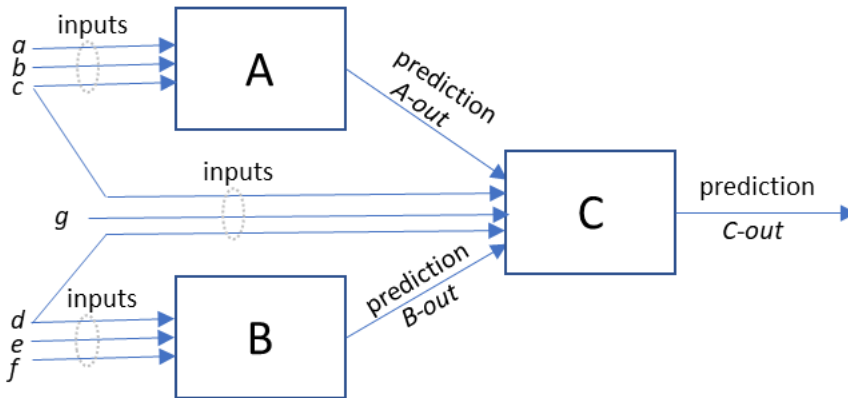 inputs
a
b
c
A
prediction
A-out
inputs
g
C
prediction
C-out
inputs
d
e
f
B
prediction
B-out